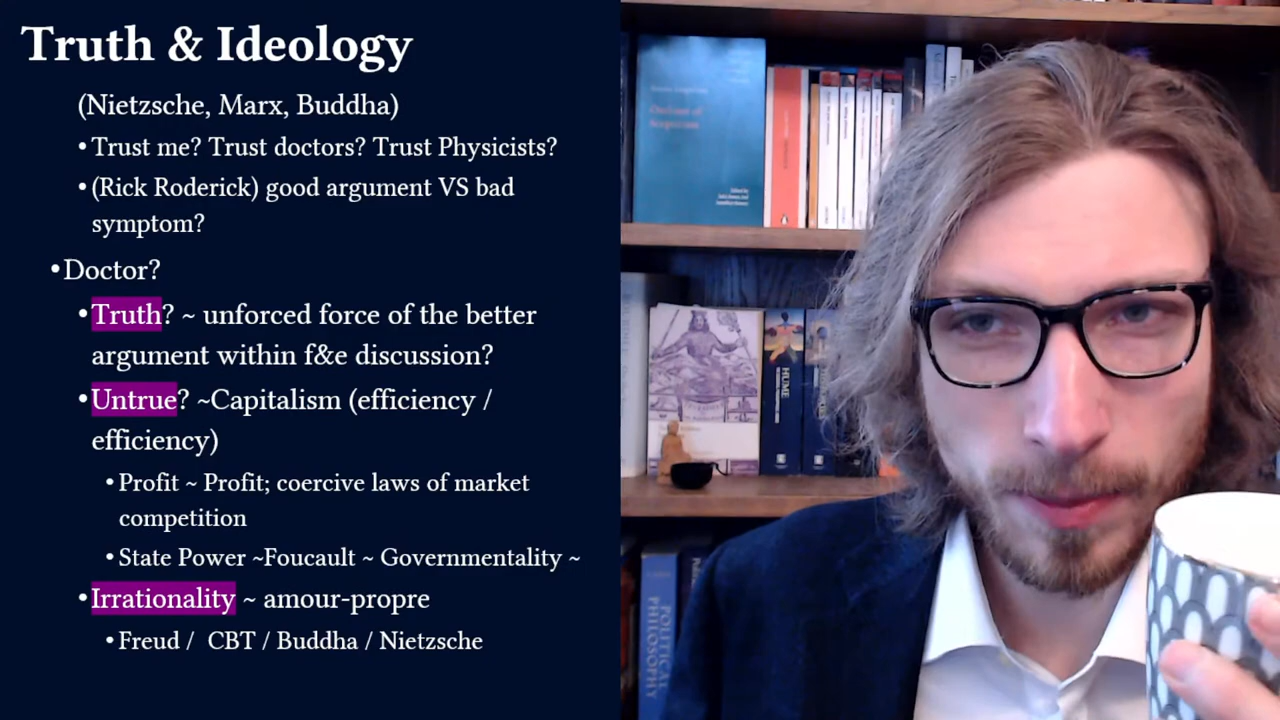 Truth & Ideology
(Nietzsche, Marx, Buddha)
• Trust me? Trust doctors? Trust Physicists?
• (Rick Roderick) good argument VS bad
symptom?
• Doctor?
• Truth? ~ unforced force of the better
argument within f&e discussion?
• Untrue? ~Capitalism (efficiency /
efficiency)
• Profit ~ Profit; coercive laws of market
competition
• State Power ~Foucault ~ Governmentality ~
• Irrationality ~ amour-propre
• Freud / CBT / Buddha / Nietzsche
HUME
POLITICAL
PHILOSOPHY